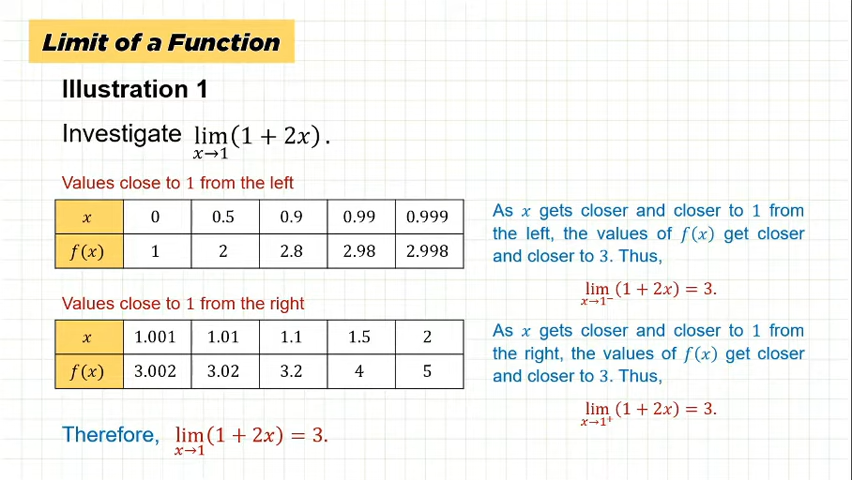 Limit of a Function
Illustration 1
Investigate lim x→1 (1 + 2x).
Values close to 1 from the left
x 0 0.5 0.9 0.99 0.999
f(x) 1 2 2.8 2.98 2.998
Values close to 1 from the right
x 1.001 1.01 1.1 1.5 2
f(x) 3.002 3.02 3.2 4 5
Therefore, lim x→1 (1 + 2x) = 3.
As x gets closer and closer to 1 from
the left, the values of f(x) get closer
and closer to 3. Thus,
lim x→1⁻ (1 + 2x) = 3.
As x gets closer and closer to 1 from
the right, the values of f(x) get closer
and closer to 3. Thus,
lim x→1⁺ (1 + 2x) = 3.